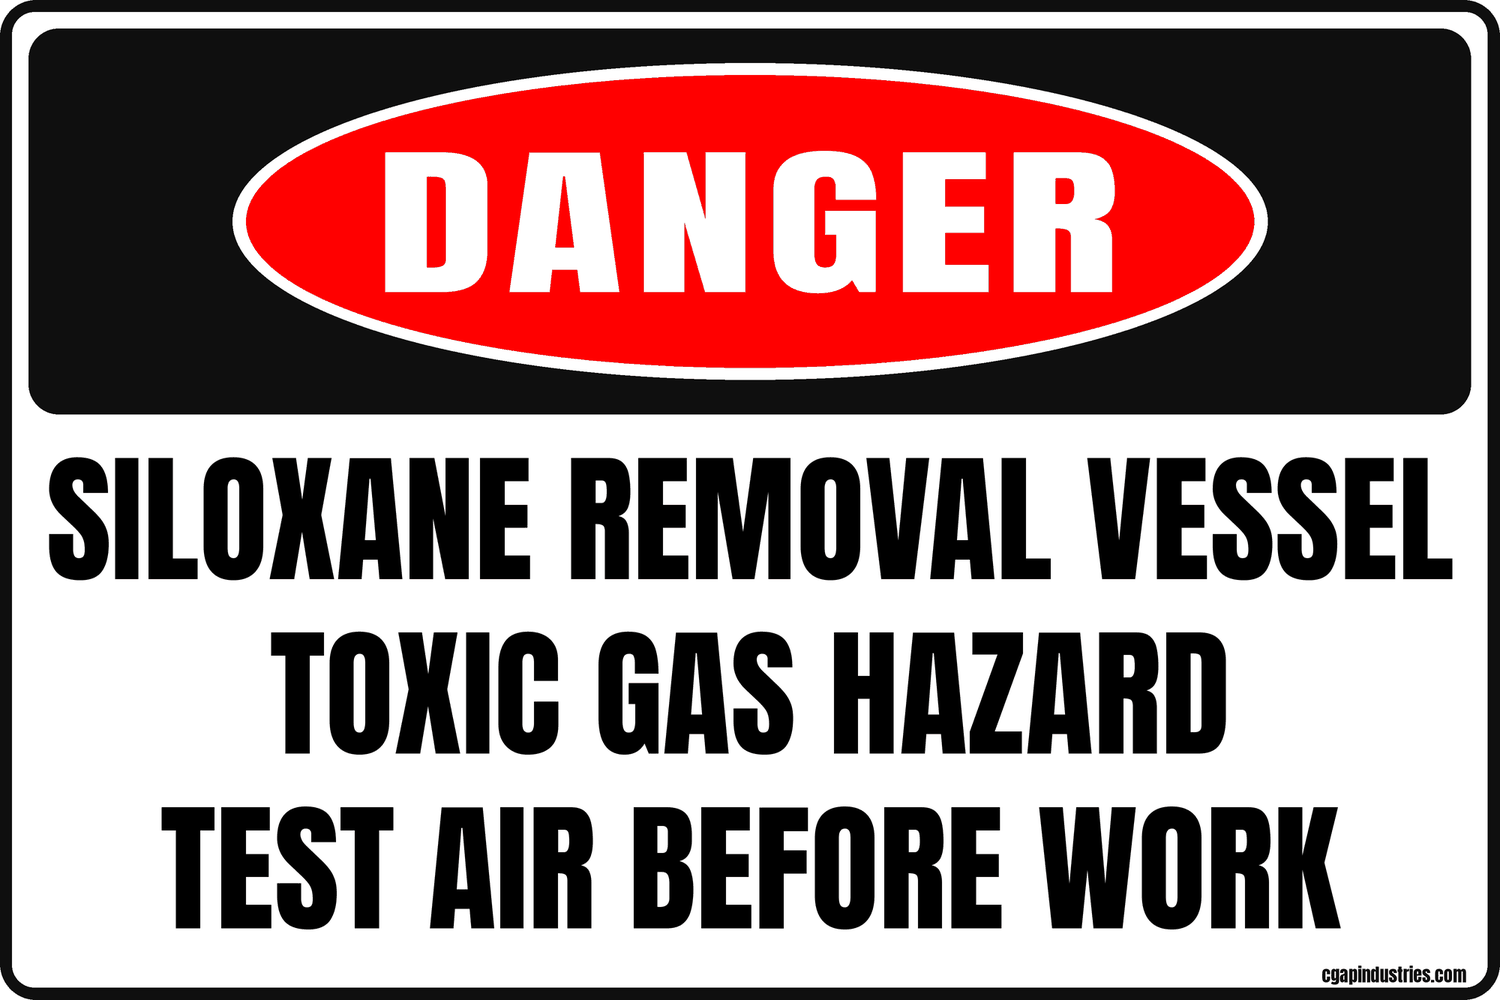 DANGER
SILOXANE REMOVAL VESSEL
TOXIC GAS HAZARD
TEST AIR BEFORE WORK
cgapindustries.com